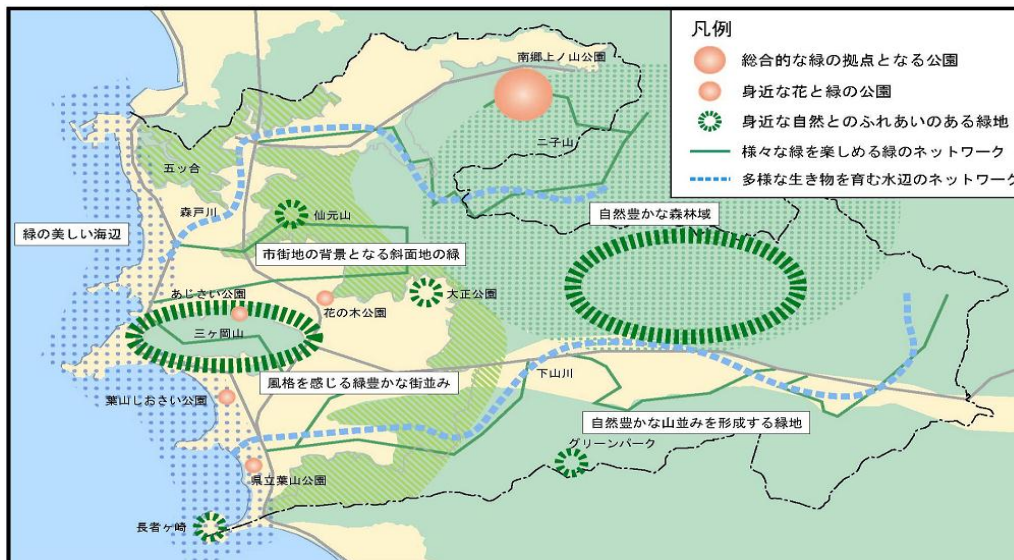 凡例
総合的な緑の拠点となる公園
身近な花と緑の公園
身近な自然とのふれあいのある緑地
様々な緑を楽しめる緑のネットワーク
多様な生き物を育む水辺のネットワーク
南郷上ノ山公園
二子山
五ッ合
森戸川
仙元山
自然豊かな森林域
緑の美しい海辺
市街地の背景となる斜面地の緑
あじさい公園
大正公園
花の木公園
三ヶ岡山
風格を感じる緑豊かな街並み
下山川
葉山しおさい公園
自然豊かな山並みを形成する緑地
グリーンパーク
県立葉山公園
長者ヶ崎